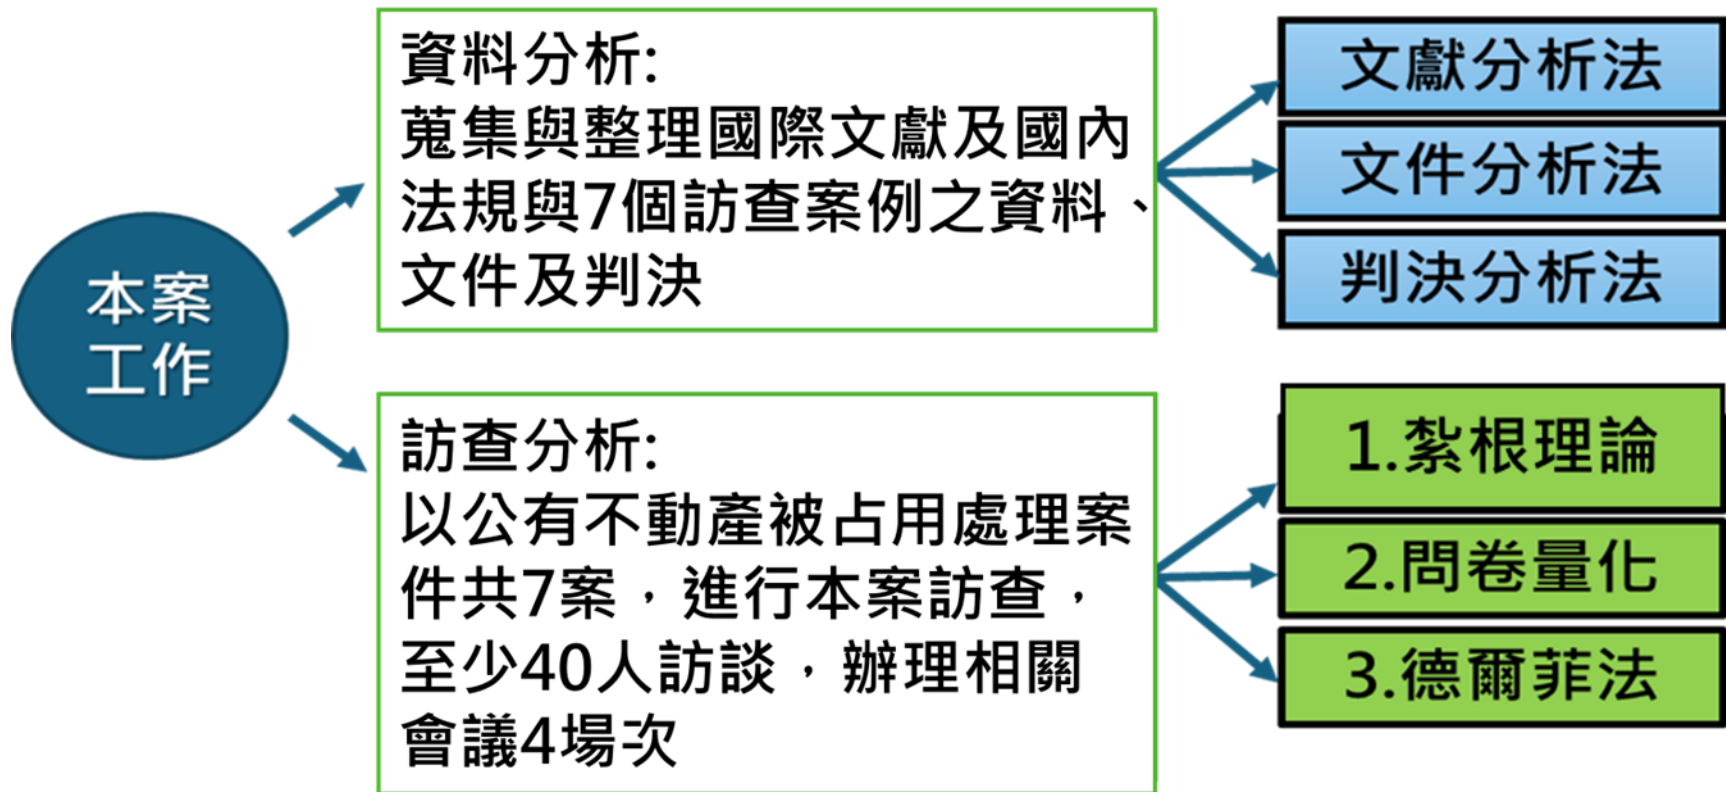 本案
工作
資料分析:
蒐集與整理國際文獻及國內
法規與7個訪查案例之資料、
文件及判決
文獻分析法
文件分析法
判決分析法
訪查分析:
以公有不動產被占用處理案
件共7案，進行本案訪查，
至少40人訪談，辦理相關
會議4場次
1.紮根理論
2.問卷量化
3.德爾菲法